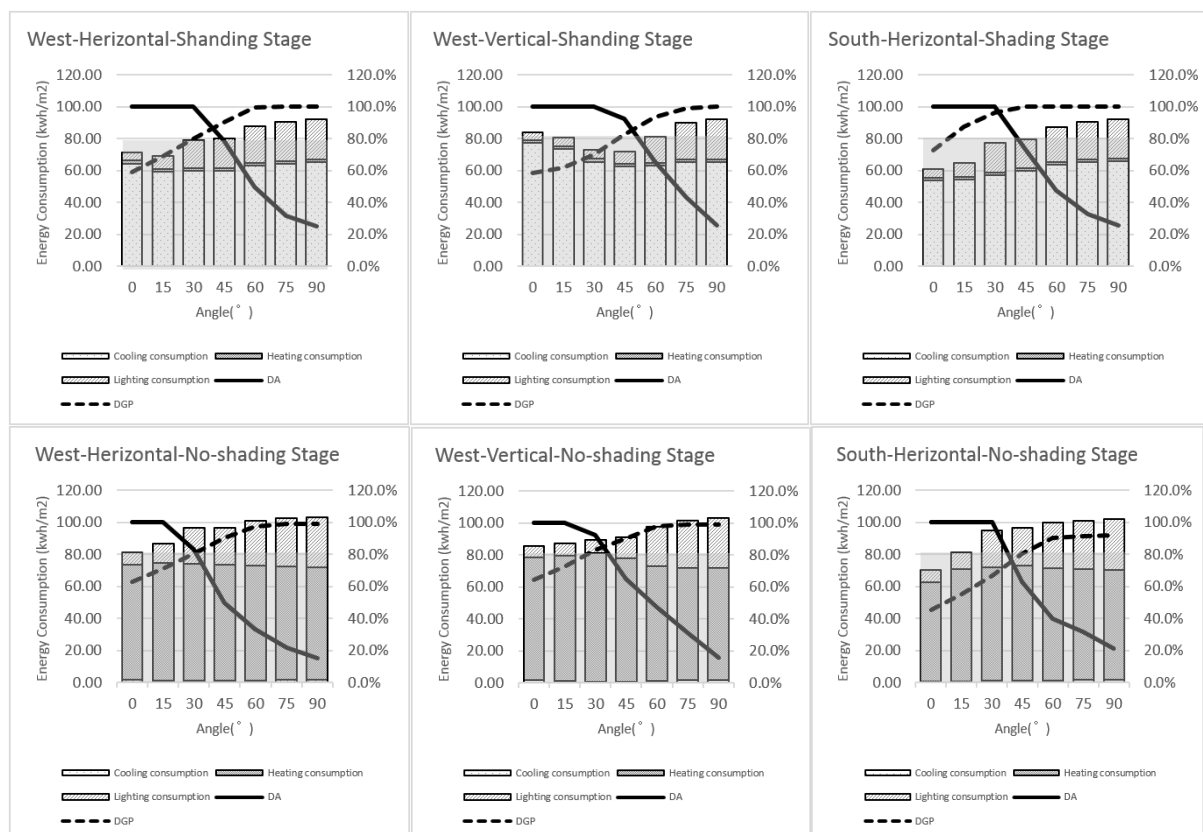 West-Herizontal-Shanding Stage
Energy Consumption (kwh/m2)
120.00
100.00
80.00
60.00
40.00
20.00
0.00
120.0%
100.0%
80.0%
60.0%
40.0%
20.0%
0.0%
0 15 30 45 60 75 90
Angle(°)
Cooling consumption
Heating consumption
Lighting consumption
DA
DGP
West-Vertical-Shanding Stage
Energy Consumption (kwh/m2)
120.00
100.00
80.00
60.00
40.00
20.00
0.00
120.0%
100.0%
80.0%
60.0%
40.0%
20.0%
0.0%
0 15 30 45 60 75 90
Angle(°)
Cooling consumption
Heating consumption
Lighting consumption
DA
DGP
South-Herizontal-Shading Stage
Energy Consumption (kwh/m2)
120.00
100.00
80.00
60.00
40.00
20.00
0.00
120.0%
100.0%
80.0%
60.0%
40.0%
20.0%
0.0%
0 15 30 45 60 75 90
Angle(°)
Cooling consumption
Heating consumption
Lighting consumption
DA
DGP
West-Herizontal-No-shading Stage
Energy Consumption (kwh/m2)
120.00
100.00
80.00
60.00
40.00
20.00
0.00
120.0%
100.0%
80.0%
60.0%
40.0%
20.0%
0.0%
0 15 30 45 60 75 90
Angle(°)
Cooling consumption
Heating consumption
Lighting consumption
DA
DGP
West-Vertical-No-shading Stage
Energy Consumption (kwh/m2)
120.00
100.00
80.00
60.00
40.00
20.00
0.00
120.0%
100.0%
80.0%
60.0%
40.0%
20.0%
0.0%
0 15 30 45 60 75 90
Angle(°)
Cooling consumption
Heating consumption
Lighting consumption
DA
DGP
South-Herizontal-No-shading Stage
Energy Consumption (kwh/m2)
120.00
100.00
80.00
60.00
40.00
20.00
0.00
120.0%
100.0%
80.0%
60.0%
40.0%
20.0%
0.0%
0 15 30 45 60 75 90
Angle(°)
Cooling consumption
Heating consumption
Lighting consumption
DA
DGP